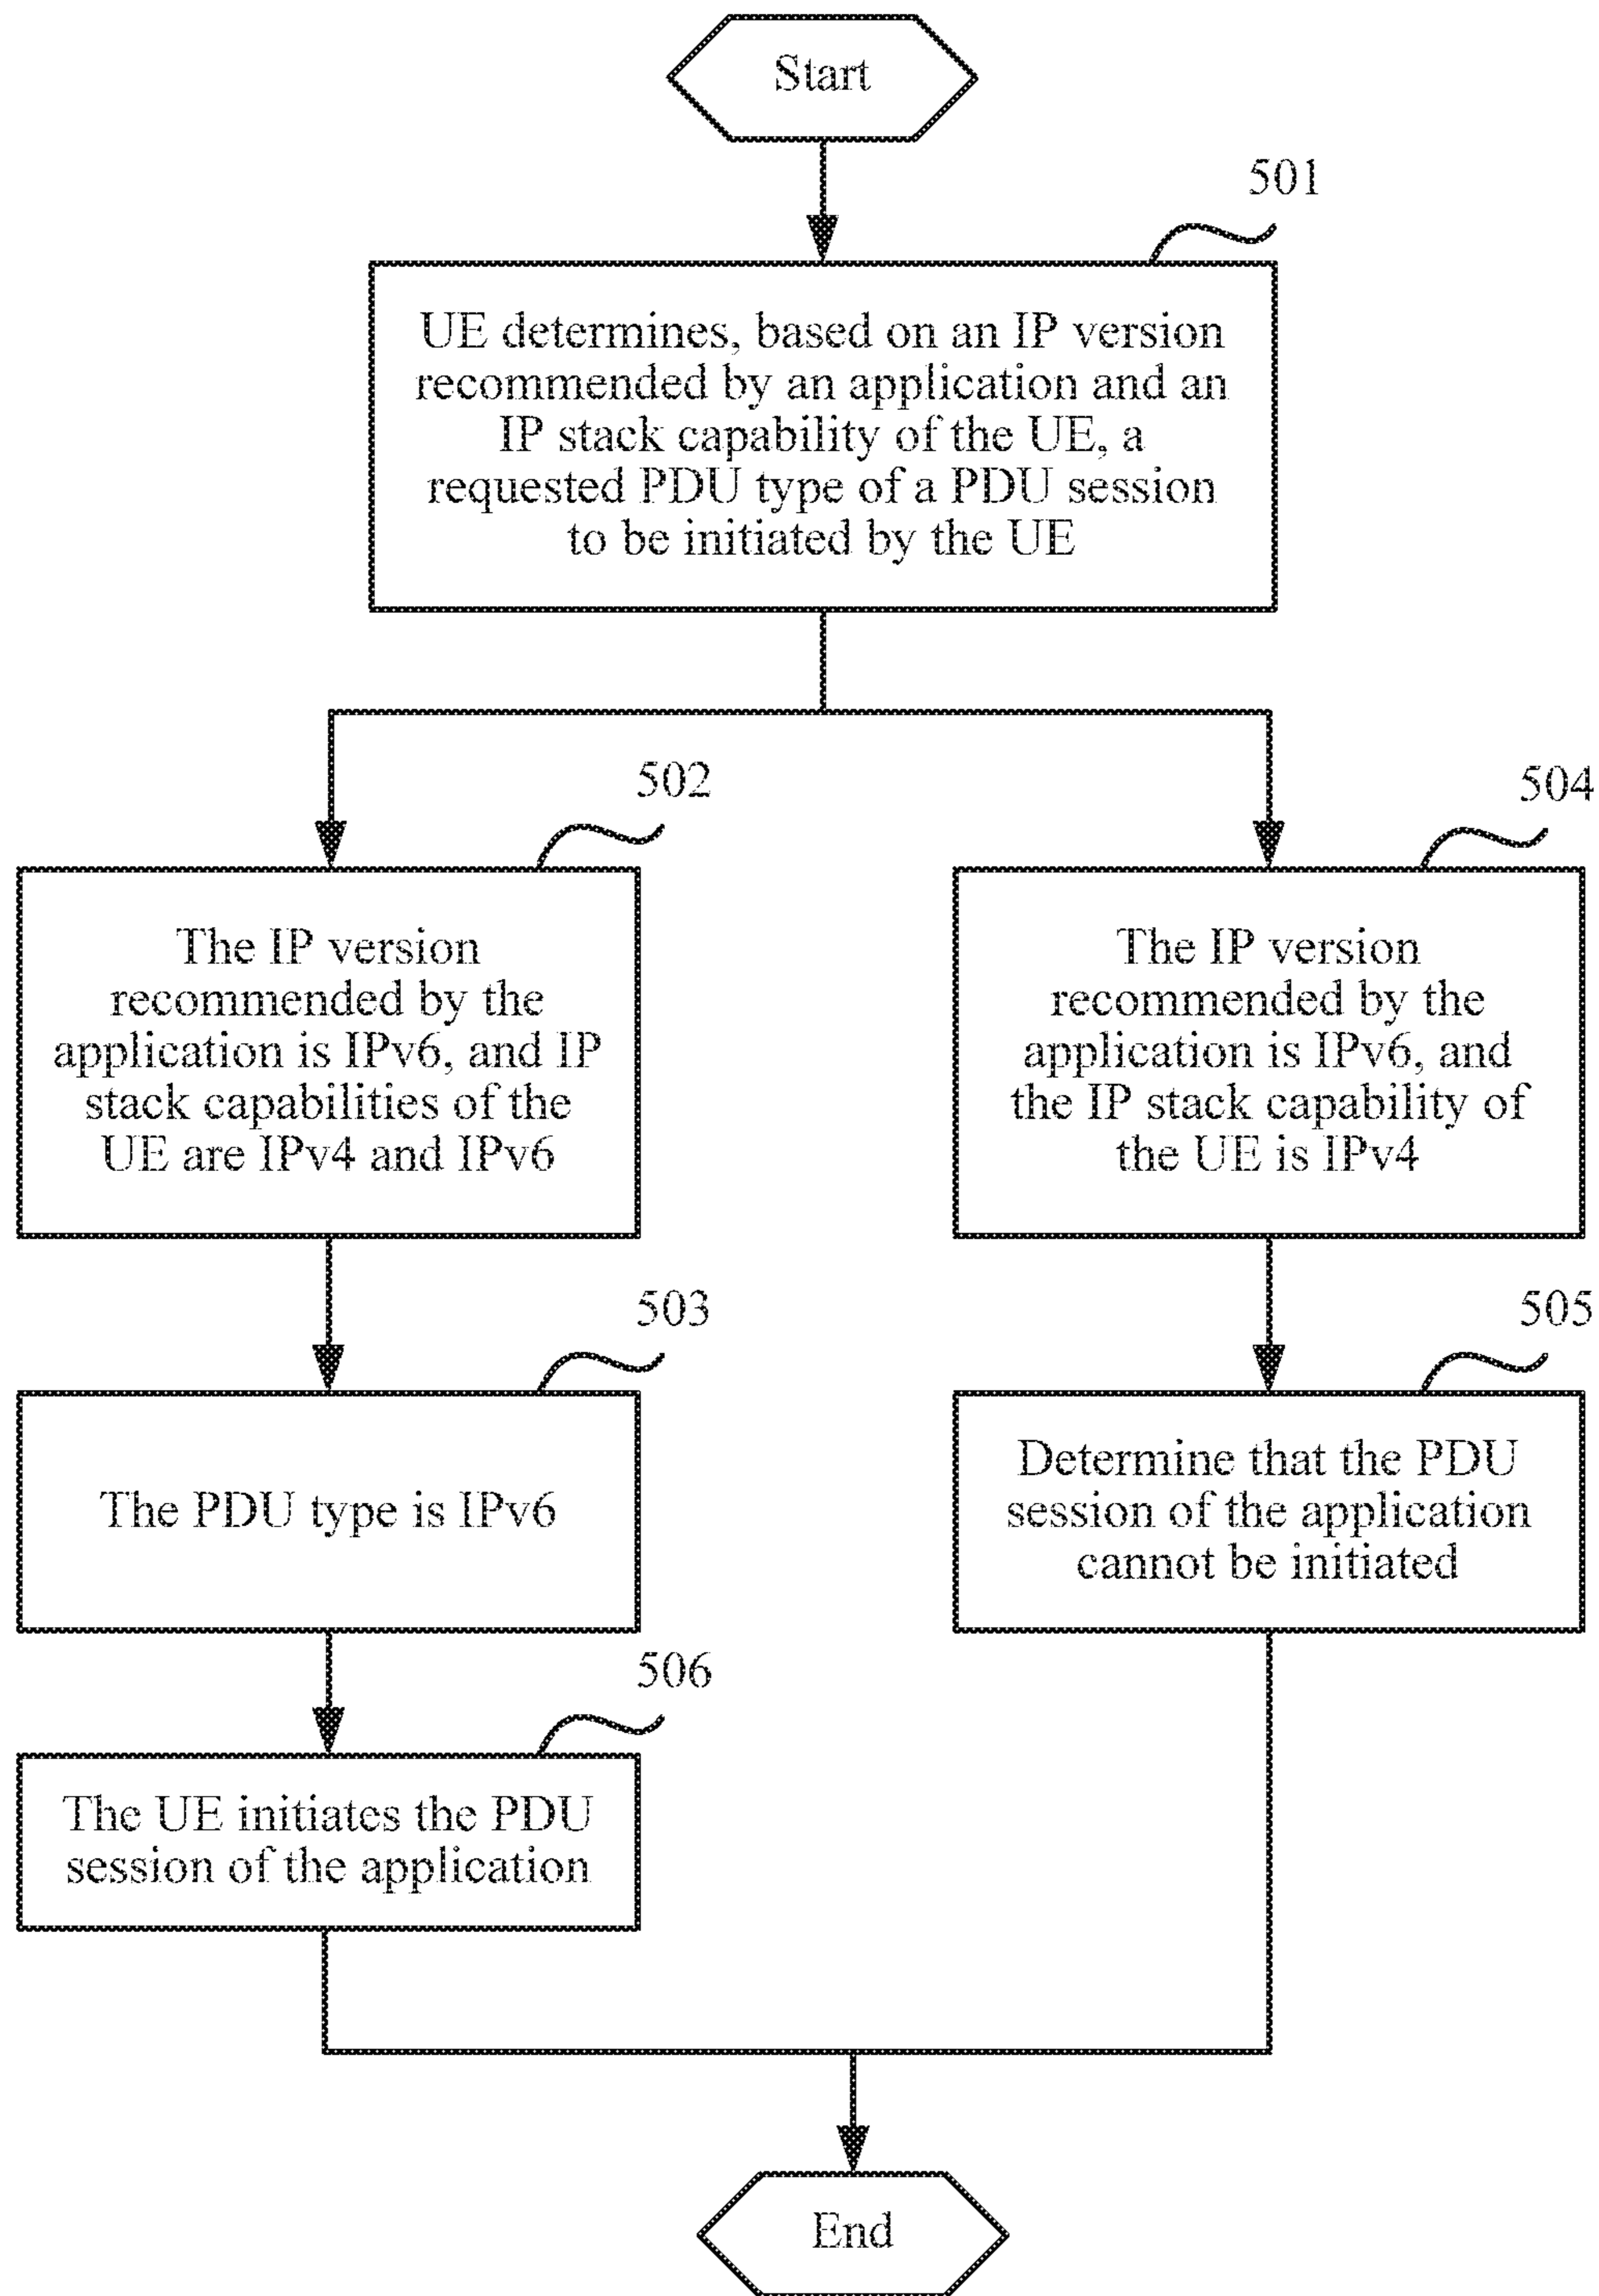 Start
501
UE determines, based on an IP version
recommended by an application and an
IP stack capability of the UE, a
requested PDU type of a PDU session
to be initiated by the UE
502
The IP version
recommended by the
application is IPv6, and IP
stack capabilities of the
UE are IPv4 and IPv6
504
The IP version
recommended by the
application is IPv6, and
the IP stack capability of
the UE is IPv4
503
The PDU type is IPv6
505
Determine that the PDU
session of the application
cannot be initiated
506
The UE initiates the PDU
session of the application
End